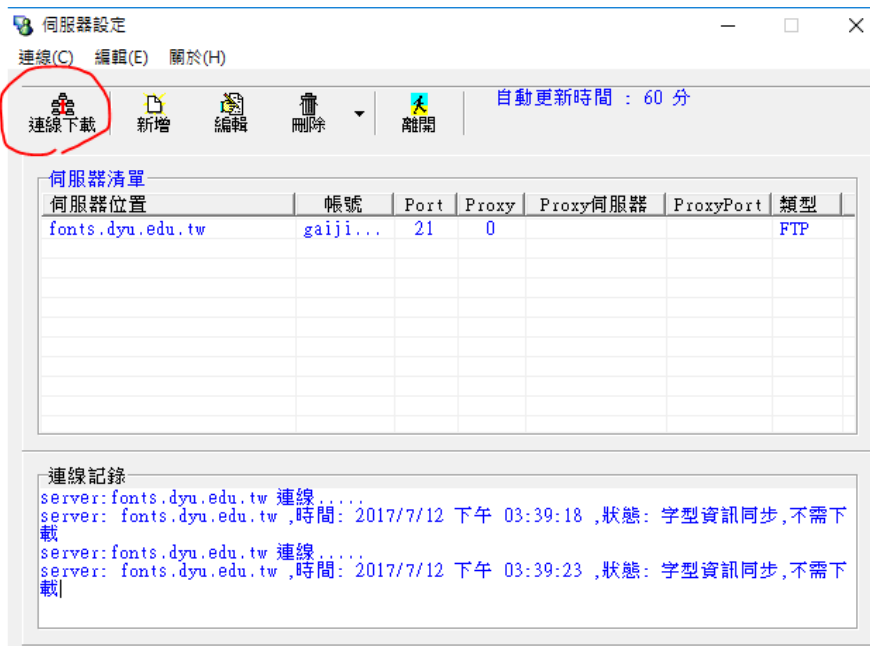 伺服器設定
連線(C) 編輯(E) 關於(H)
連線下載 新增 編輯 刪除 離開 自動更新時間 : 60 分
伺服器清單
伺服器位置 帳號 Port Proxy Proxy伺服器 ProxyPort 類型
fonts.dyu.edu.tw gaiji... 21 0 FTP
連線記錄
server:fonts.dyu.edu.tw 連線.....
server: fonts.dyu.edu.tw ,時間: 2017/7/12 下午 03:39:18 ,狀態: 字型資訊同步,不需下
載
server:fonts.dyu.edu.tw 連線.....
server: fonts.dyu.edu.tw ,時間: 2017/7/12 下午 03:39:23 ,狀態: 字型資訊同步,不需下
載